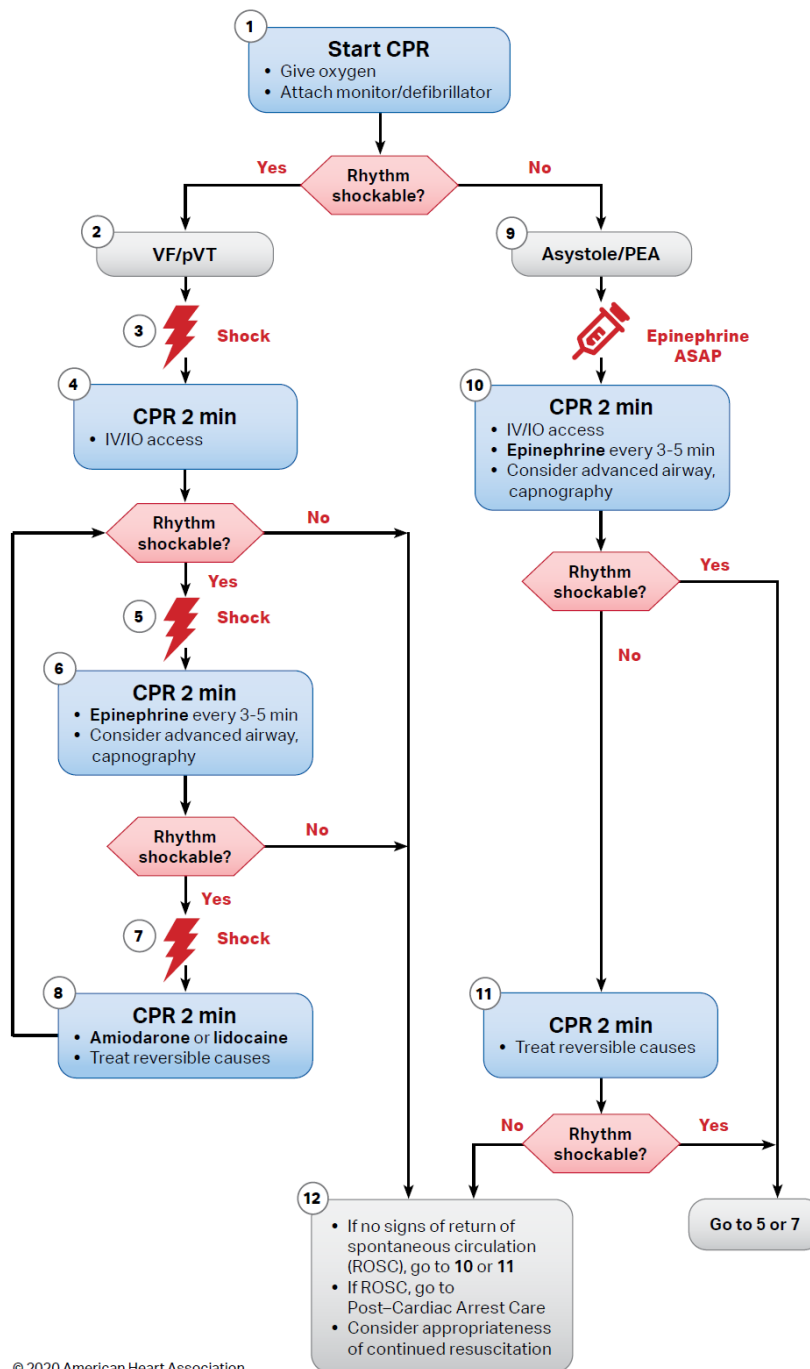 1
Start CPR
• Give oxygen
• Attach monitor/defibrillator
Rhythm
shockable?
Yes
No
2
VF/pVT
3
Shock
4
CPR 2 min
• IV/IO access
Rhythm
shockable?
No
Yes
5
Shock
6
CPR 2 min
• Epinephrine every 3-5 min
• Consider advanced airway,
capnography
Rhythm
shockable?
No
Yes
7
Shock
8
CPR 2 min
• Amiodarone or lidocaine
• Treat reversible causes
9
Asystole/PEA
Epinephrine
ASAP
10
CPR 2 min
• IV/IO access
• Epinephrine every 3-5 min
• Consider advanced airway,
capnography
Rhythm
shockable?
Yes
No
11
CPR 2 min
• Treat reversible causes
No
Rhythm
shockable?
Yes
12
• If no signs of return of
spontaneous circulation
(ROSC), go to 10 or 11
• If ROSC, go to
Post–Cardiac Arrest Care
• Consider appropriateness
of continued resuscitation
Go to 5 or 7
© 2020 American Heart Association